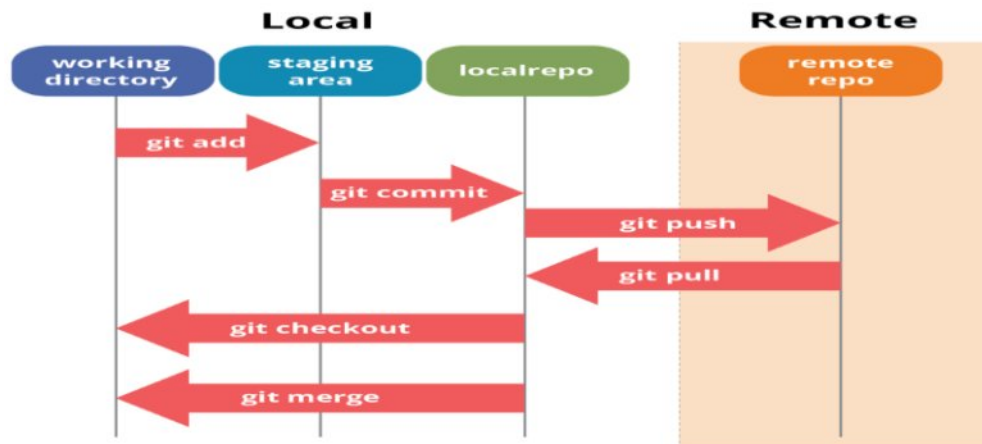 Local
Remote
working
directory
staging
area
localrepo
remote
repo
git add
git commit
git push
git pull
git checkout
git merge